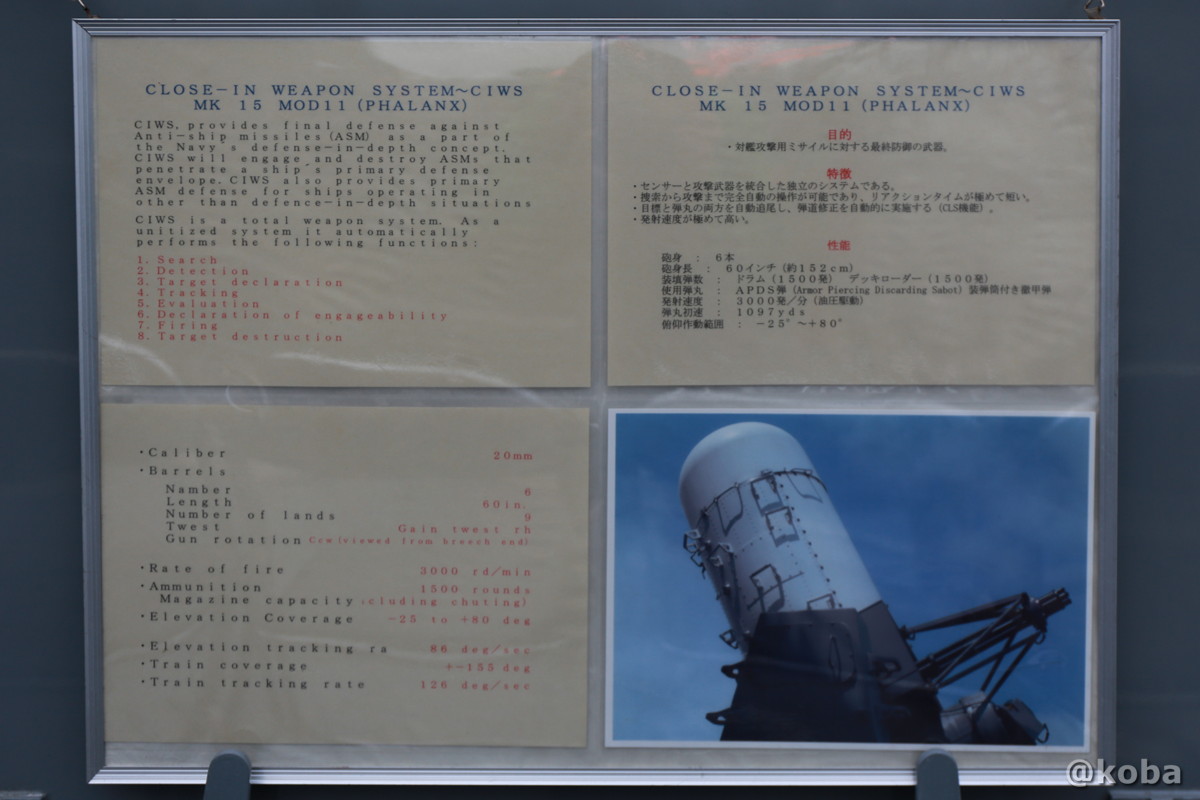 CLOSE-IN WEAPON SYSTEM~CIWS
MK 15 MOD11 (PHALANX)
CIWS, provides final defense against
Anti-ship missiles (ASM) as a part of
the Navy's defense-in-depth concept.
CIWS will engage and destroy ASMs that
penetrate a ship's primary defense
envelope. CIWS also provides primary
ASM defense for ships operating in
other than defence-in-depth situations
CIWS is a total weapon system. As a
unitized system it automatically
performs the following functions:
1. Search
2. Detection
3. Target declaration
4. Tracking
5. Evaluation
6. Declaration of engageability
7. Firing
8. Target destruction
CLOSE-IN WEAPON SYSTEM~CIWS
MK 15 MOD11 (PHALANX)
目的
・対艦攻撃用ミサイルに対する最終防御の武器。
特徴
・センサーと攻撃武器を統合した独立のシステムである。
・捜索から攻撃まで完全自動の操作が可能であり、リアクションタイムが極めて短い。
・目標と弾丸の両方を自動追尾し、弾道修正を自動的に実施する（CLS機能）。
・発射速度が極めて高い。
性能
砲身 : 6本
砲身長 : 60インチ（約152cm）
装填弾数 : ドラム（1500発） デッキローダー（1500発）
使用弾丸 : APDS弾（Armor Piercing Discarding Sabot）装弾筒付き徹甲弾
発射速度 : 3000発／分（油圧駆動）
弾丸初速 : 1097yds
俯仰作動範囲 : -25°～+80°
・Caliber 20mm
・Barrels
Namber 6
Length 60in.
Number of lands 9
Twest Gain twest rh
Gun rotation Ccw(viewed from breech end)
・Rate of fire 3000 rd/min
・Ammunition 1500 rounds
Magazine capacity cluding chuting)
・Elevation Coverage -25 to +80 deg
・Elevation tracking ra 86 deg/sec
・Train coverage +-155 deg
・Train tracking rate 126 deg/sec
@koba